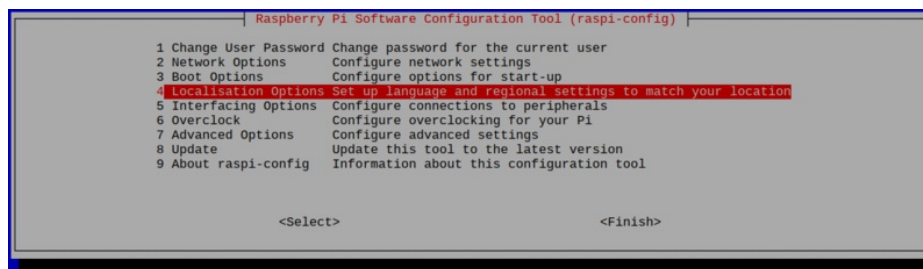 Raspberry Pi Software Configuration Tool (raspi-config)
1 Change User Password Change password for the current user
2 Network Options Configure network settings
3 Boot Options Configure options for start-up
4 Localisation Options Set up language and regional settings to match your location
5 Interfacing Options Configure connections to peripherals
6 Overclock Configure overclocking for your Pi
7 Advanced Options Configure advanced settings
8 Update Update this tool to the latest version
9 About raspi-config Information about this configuration tool
<Select> <Finish>